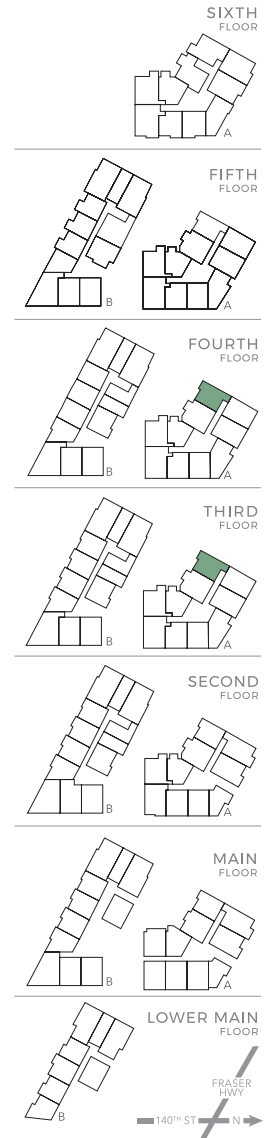 SIXTH
FLOOR
A
FIFTH
FLOOR
B
A
FOURTH
FLOOR
B
A
THIRD
FLOOR
B
A
SECOND
FLOOR
B
A
MAIN
FLOOR
B
A
LOWER MAIN
FLOOR
B
FRASER
HWY
140TH ST
N